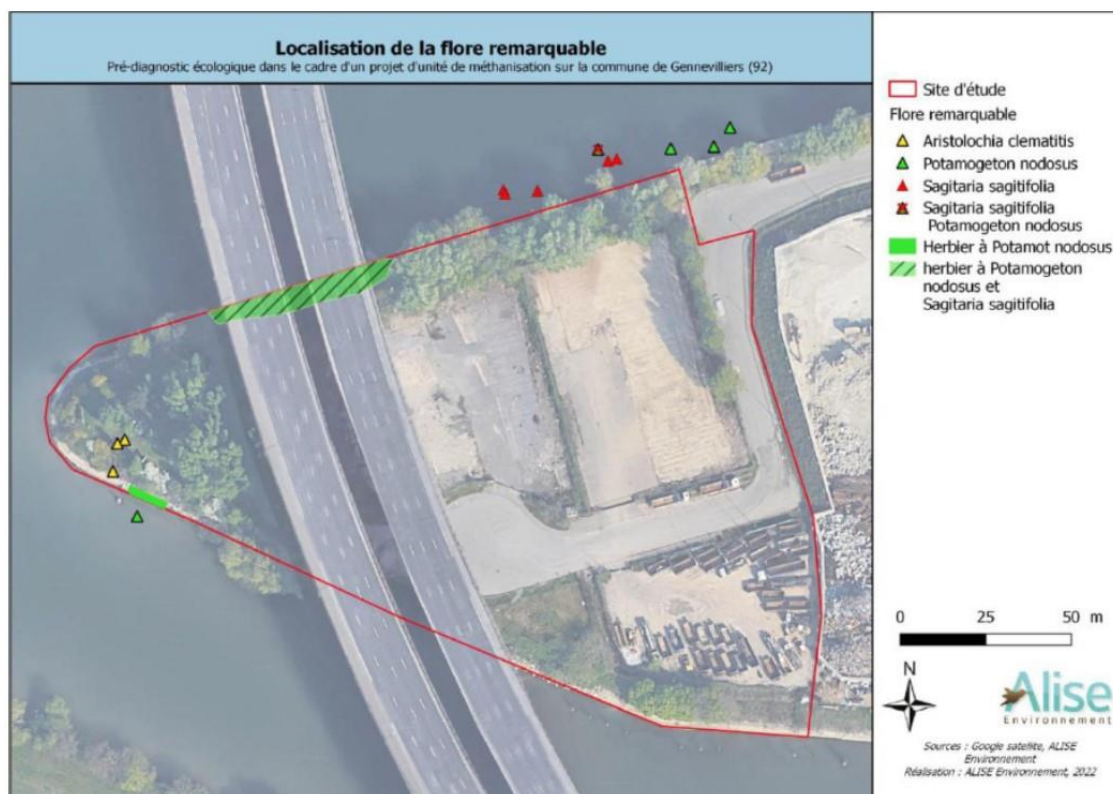 Localisation de la flore remarquable
Pré-diagnostic écologique dans le cadre d'un projet d'unité de méthanisation sur la commune de Gennevilliers (92)
Site d'étude
Flore remarquable
Aristolochia clematitis
Potamogeton nodosus
Sagitaria sagitifolia
Sagitaria sagitifolia
Potamogeton nodosus
Herbier à Potamot nodosus
herbier à Potamogeton
nodosus et
Sagitaria sagitifolia
0 25 50 m
N
Alise
Environnement
Sources : Google satellite, ALISE
Environnement
Réalisation : ALISE Environnement, 2022